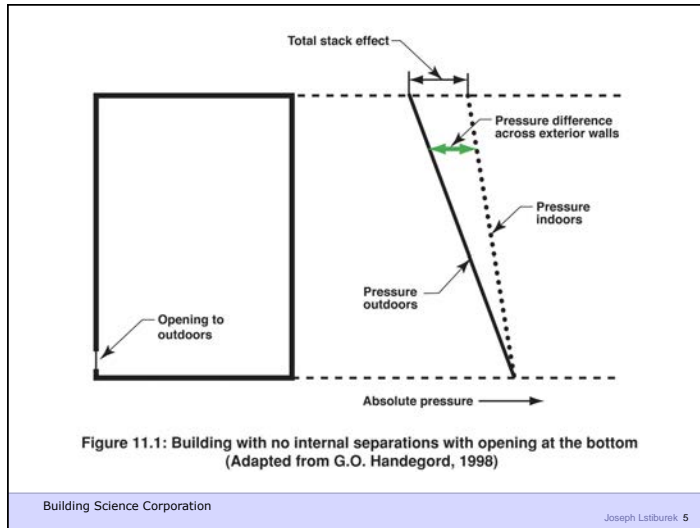 Total stack effect
Pressure difference
across exterior walls
Pressure
indoors
Pressure
outdoors
Opening to
outdoors
Absolute pressure
Figure 11.1: Building with no internal separations with opening at the bottom
(Adapted from G.O. Handegord, 1998)
Building Science Corporation
Joseph Lstiburek 5